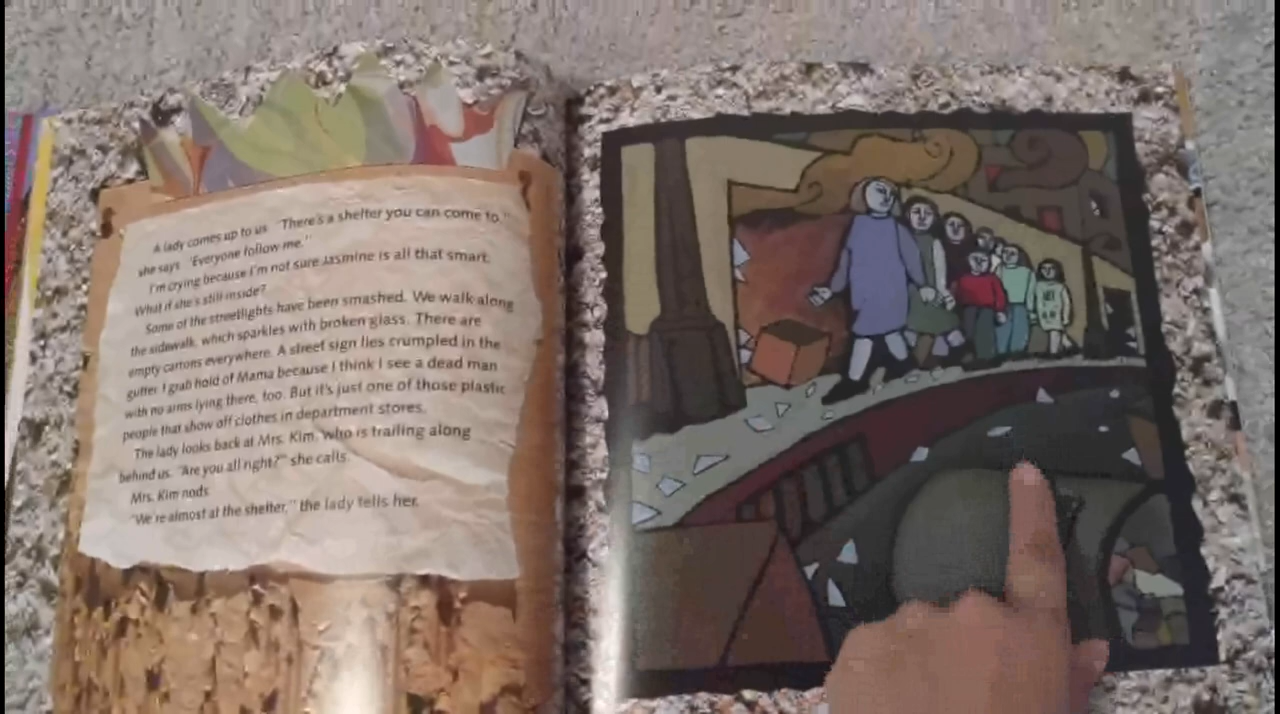 A lady comes up to us. "There's a shelter you can come to,"
she says. "Everyone follow me."
I'm crying because I'm not sure Jasmine is all that smart.
What if she's still inside?
Some of the streetlights have been smashed. We walk along
the sidewalk, which sparkles with broken glass. There are
empty cartons everywhere. A street sign lies crumpled in the
gutter. I grab hold of Mama because I think I see a dead man
with no arms lying there, too. But it's just one of those plastic
people that show off clothes in department stores.
The lady looks back at Mrs. Kim, who is trailing along
behind us. "Are you all right?" she calls.
Mrs. Kim nods.
"We're almost at the shelter," the lady tells her.